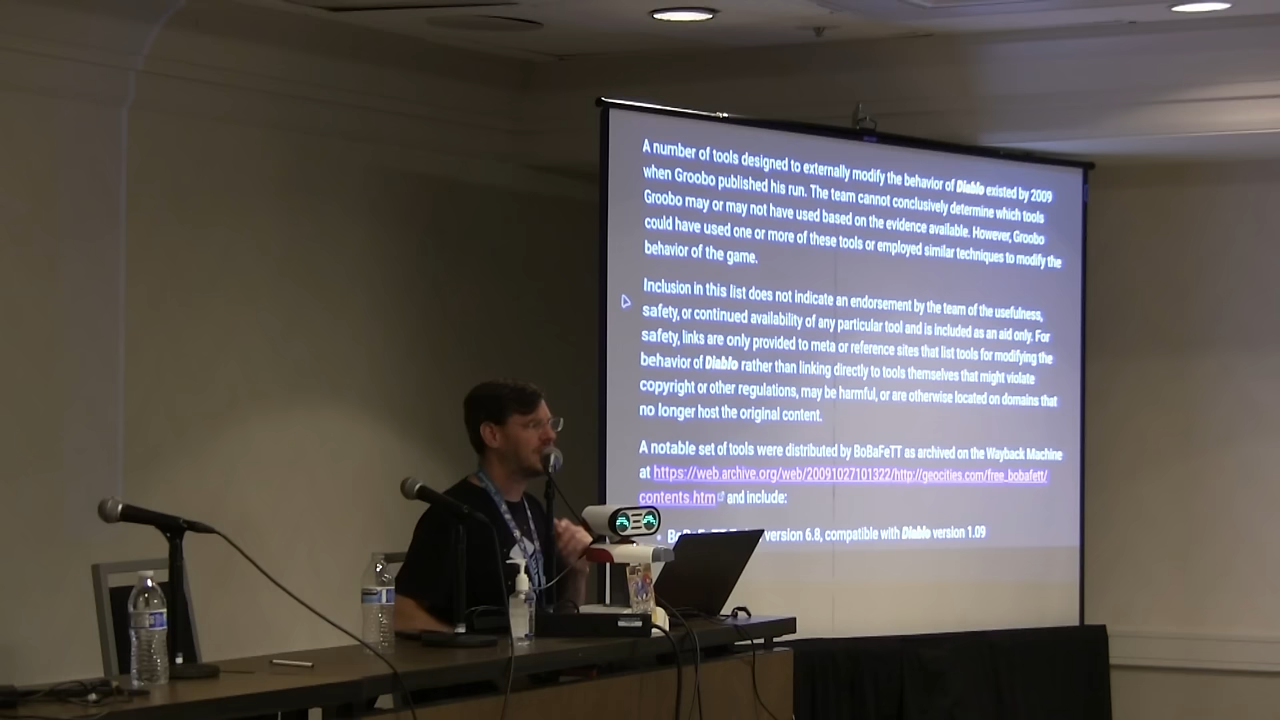 A number of tools designed to externally modify the behavior of Diablo existed by 2009
when Groobo published his run. The team cannot conclusively determine which tools
Groobo may or may not have used based on the evidence available. However, Groobo
could have used one or more of these tools or employed similar techniques to modify the
behavior of the game.
Inclusion in this list does not indicate an endorsement by the team of the usefulness,
safety, or continued availability of any particular tool and is included as an aid only. For
safety, links are only provided to meta or reference sites that list tools for modifying the
behavior of Diablo rather than linking directly to tools themselves that might violate
copyright or other regulations, may be harmful, or are otherwise located on domains that
no longer host the original content.
A notable set of tools were distributed by BoBaFeTT as archived on the Wayback Machine
at https://web.archive.org/web/20091027101322/http://geocities.com/free_bobafett/
contents.htm and include:
version 6.8, compatible with Diablo version 1.09